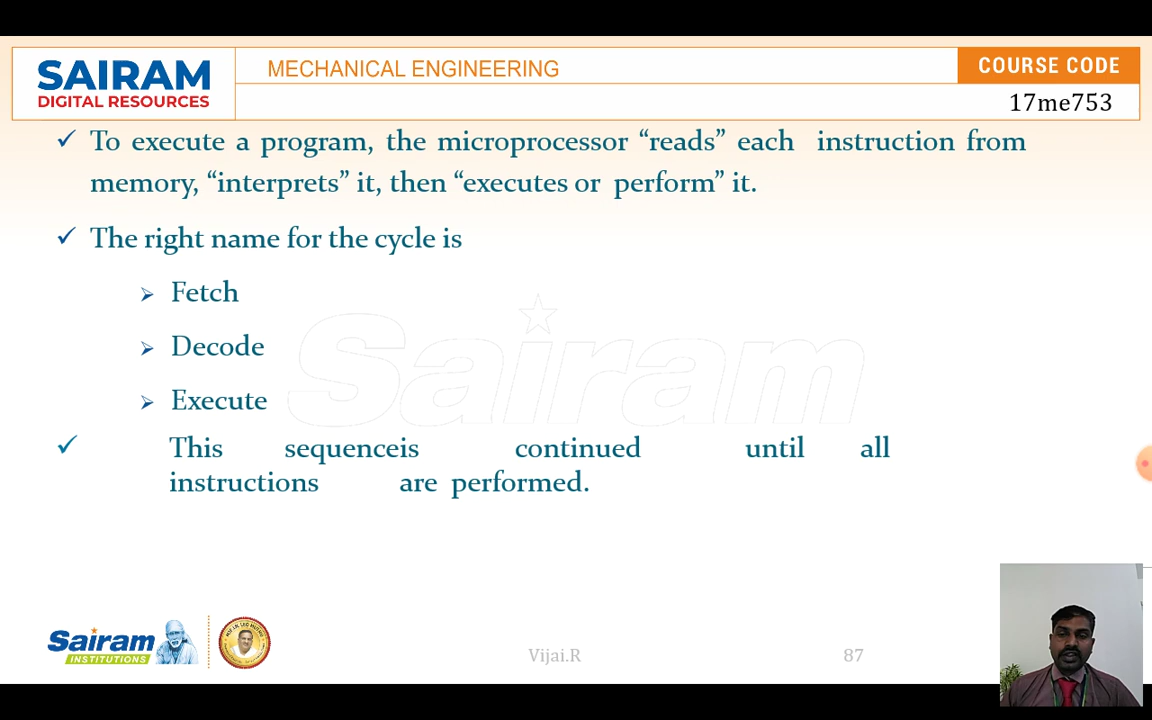 SAIRAM
DIGITAL RESOURCES
MECHANICAL ENGINEERING
COURSE CODE
17me753
✓ To execute a program, the microprocessor “reads” each instruction from
memory, “interprets” it, then “executes or perform” it.
✓ The right name for the cycle is
➢ Fetch
➢ Decode
➢ Execute
Sairam
✓ This sequenceis continued until all
instructions are performed.
Sairam
INSTITUTIONS
Vijai.R
87